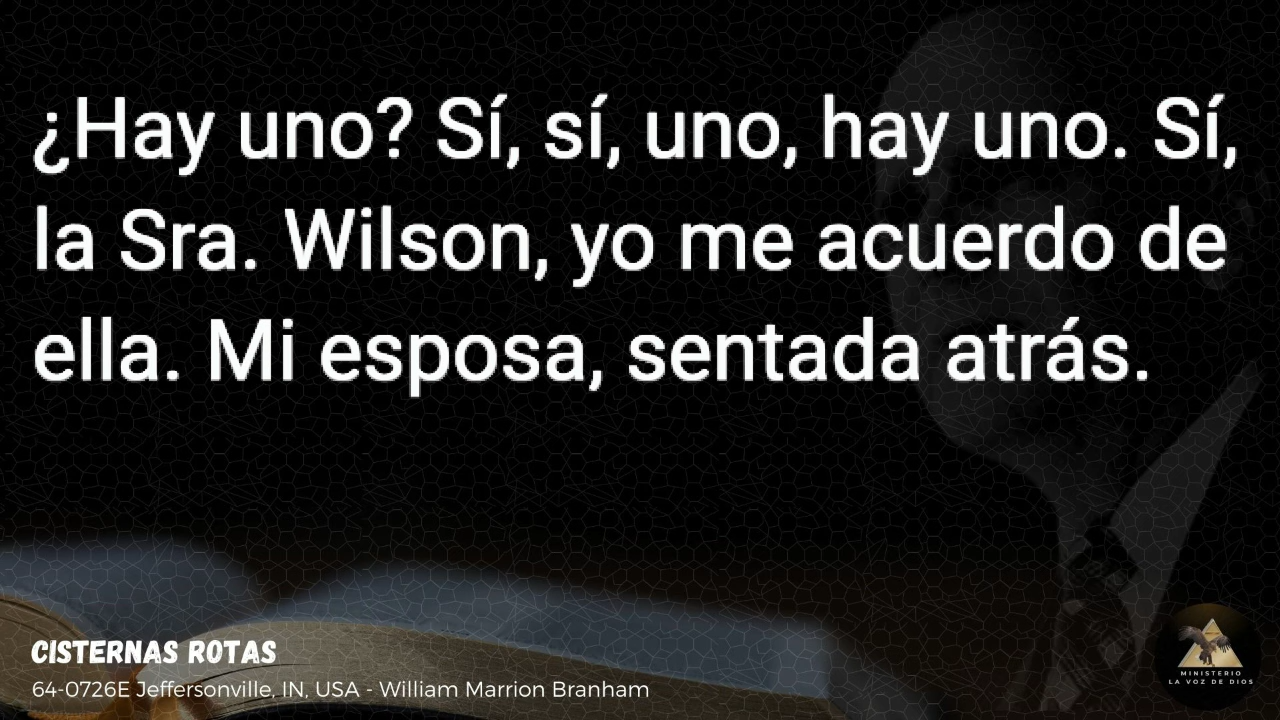 ¿Hay uno? Sí, sí, uno, hay uno. Sí,
la Sra. Wilson, yo me acuerdo de
ella. Mi esposa, sentada atrás.
CISTERNAS ROTAS
64-0726E Jeffersonville, IN, USA - William Marrion Branham
MINISTERIO
LA VOZ DE DIOS